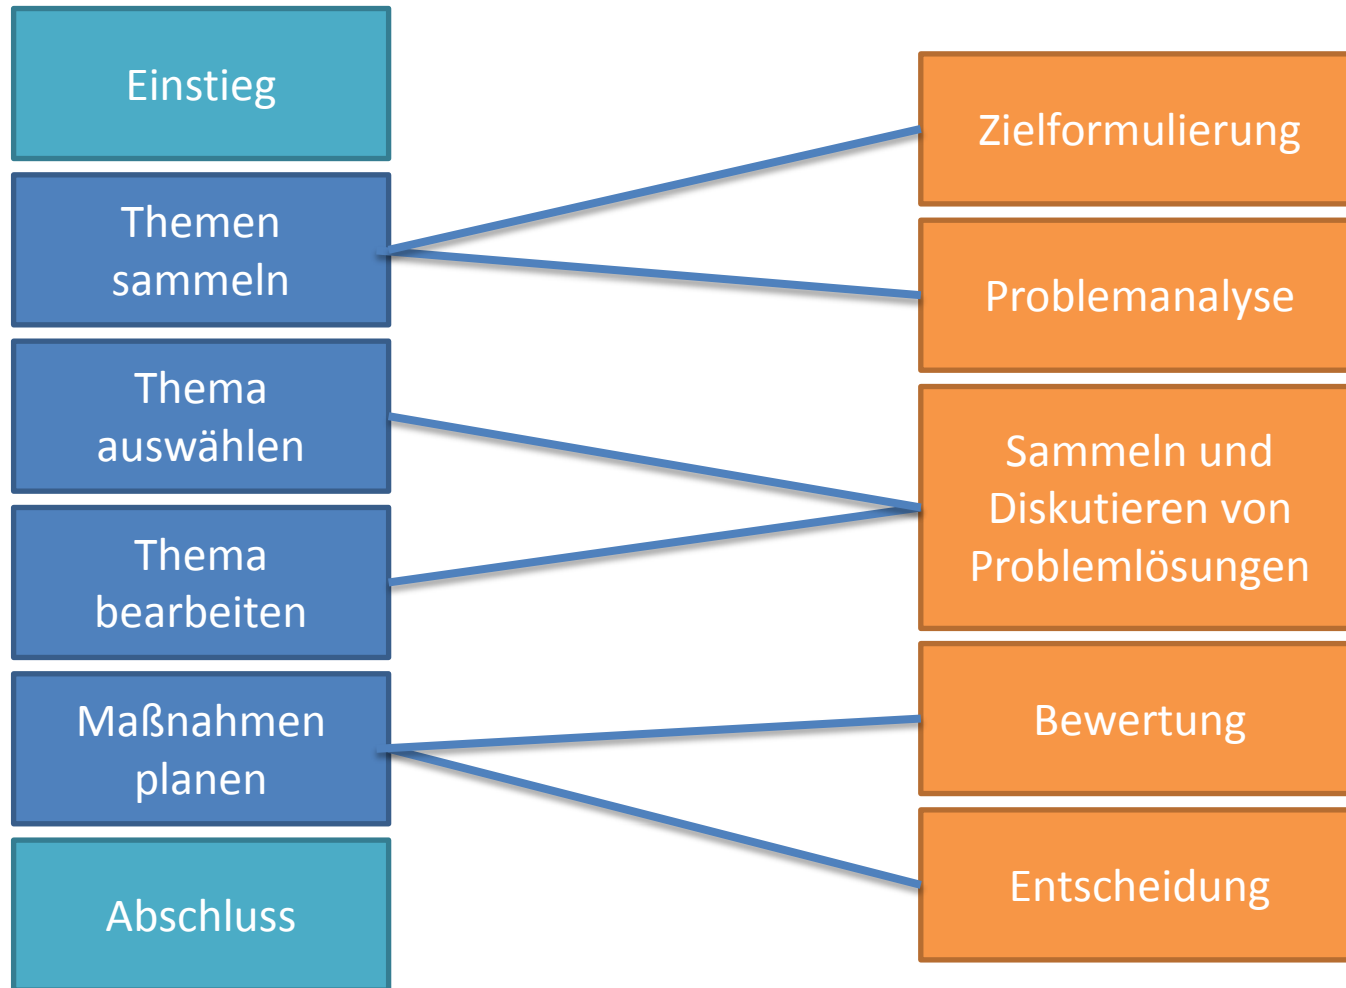 Einstieg
Themen
sammeln
Thema
auswählen
Thema
bearbeiten
Maßnahmen
planen
Abschluss
Zielformulierung
Problemanalyse
Sammeln und
Diskutieren von
Problemlösungen
Bewertung
Entscheidung